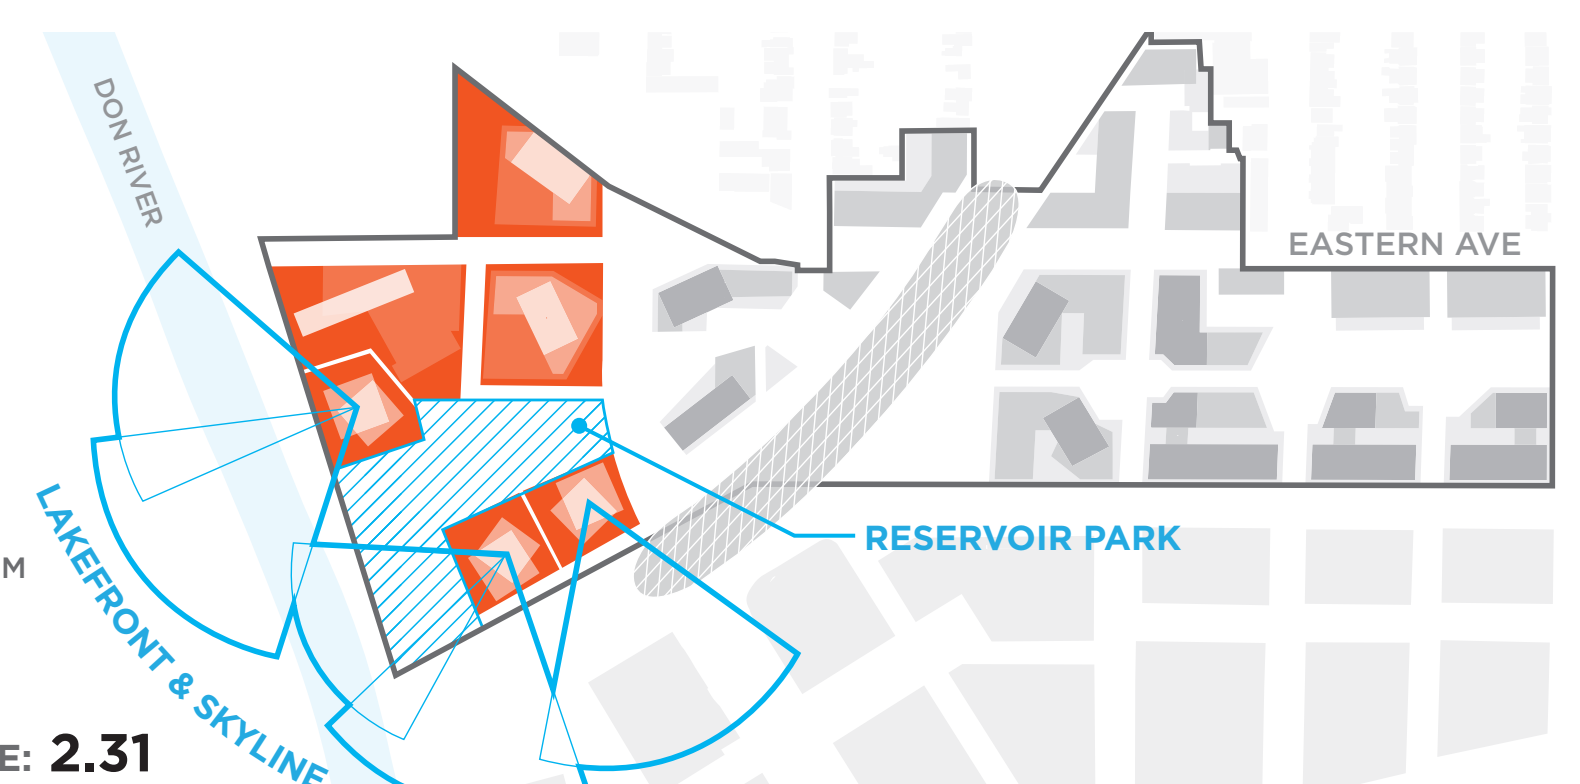 DON RIVER
EASTERN AVE
RESERVOIR PARK
M
LAKEFRONT & SKYLINE
E: 2.31